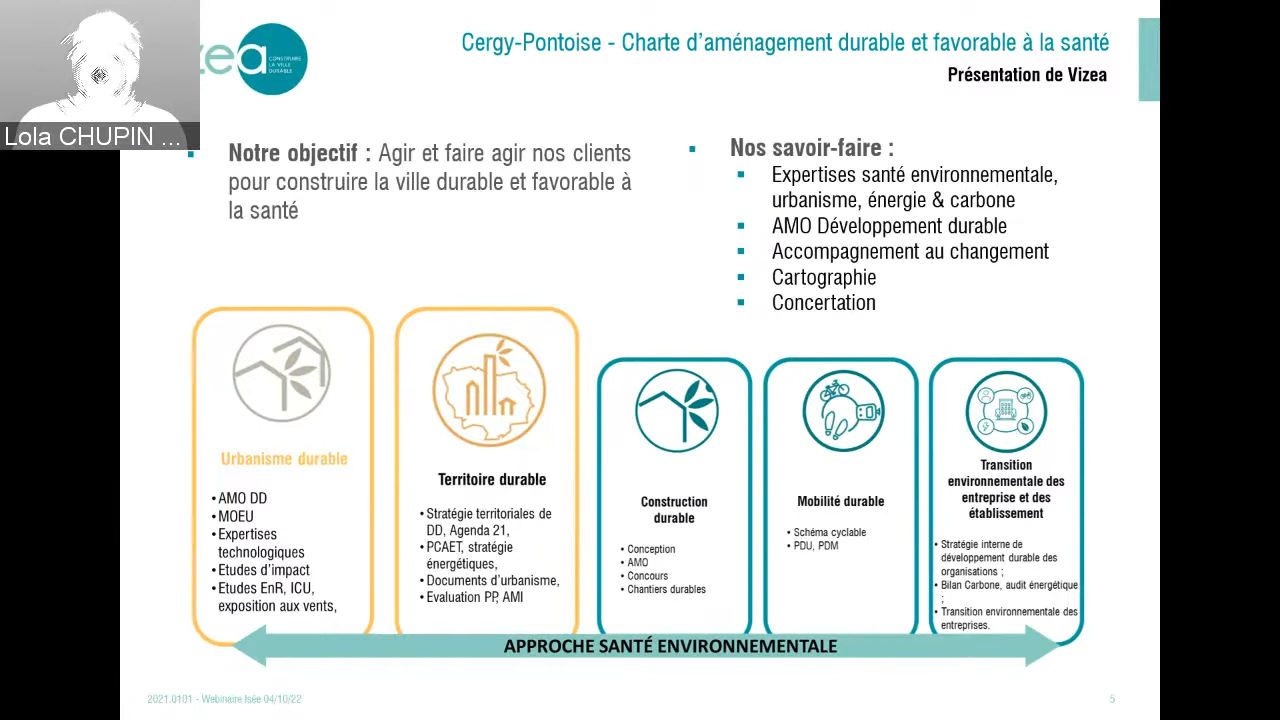 zea
CONSTRUIRE
LA VILLE
DURABLE
Cergy-Pontoise - Charte d'aménagement durable et favorable à la santé
Présentation de Vizea
Lola CHUPIN ...
Notre objectif : Agir et faire agir nos clients
pour construire la ville durable et favorable à
la santé
Nos savoir-faire :
Expertises santé environnementale,
urbanisme, énergie & carbone
AMO Développement durable
Accompagnement au changement
Cartographie
Concertation
Urbanisme durable
• AMO DD
• MOEU
• Expertises
technologiques
• Etudes d'impact
• Etudes EnR, ICU,
exposition aux vents,
Territoire durable
• Stratégie territoriales de
DD, Agenda 21,
• PCAET, stratégie
énergétiques,
• Documents d'urbanisme,
• Evaluation PP, AMI
Construction
durable
• Conception
• AMO
• Concours
• Chantiers durables
Mobilité durable
• Schéma cyclable
• PDU, PDM
Transition
environnementale des
entreprise et des
établissement
• Stratégie interne de
développement durable des
organisations ;
• Bilan Carbone, audit énergétique
;
• Transition environnementale des
entreprises.
APPROCHE SANTÉ ENVIRONNEMENTALE
2021.0101 - Webinaire Isée 04/10/22
5